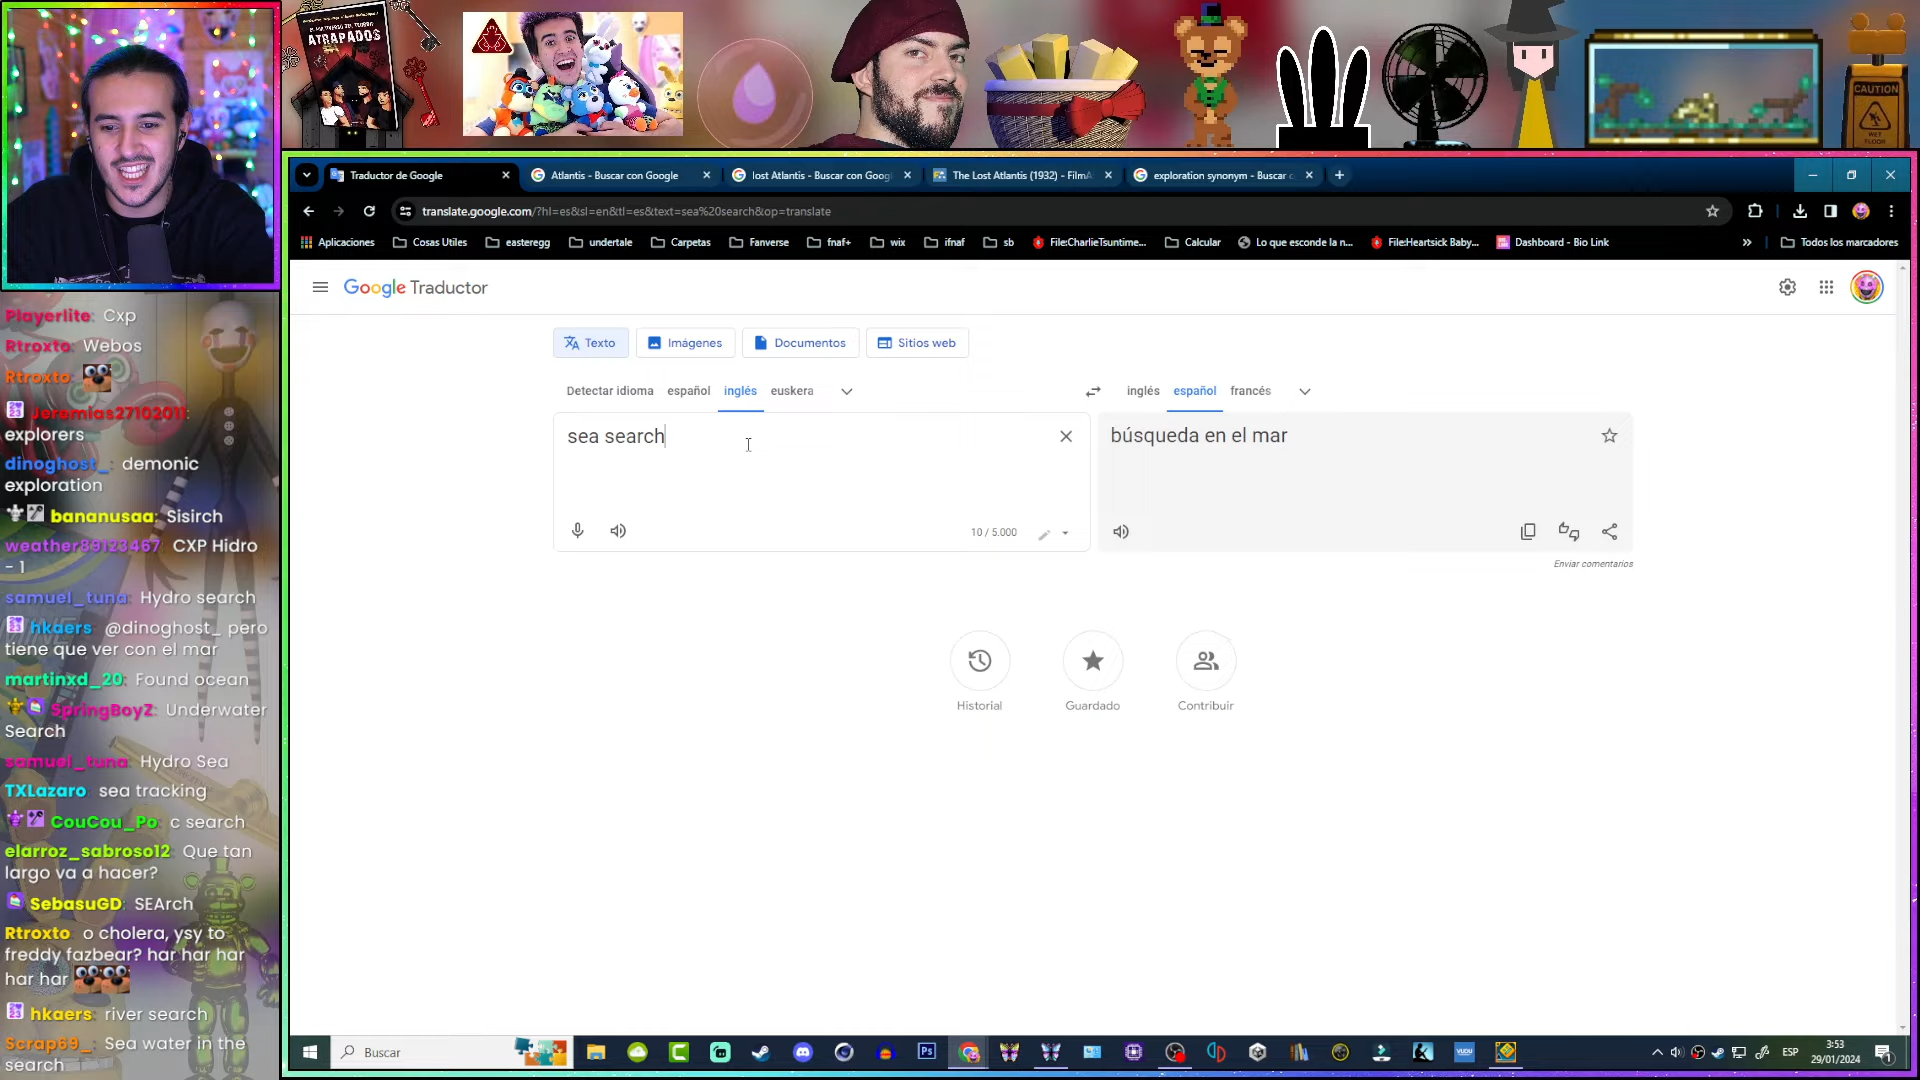 ATRAPADOS
CAUTION
WET
FLOOR
Traductor de Google
Atlantis - Buscar con Google
lost Atlantis - Buscar con Goog
The Lost Atlantis (1932) - FilmA
exploration synonym - Buscar c
translate.google.com/?hl=es&sl=en&tl=es&text=sea%20search&op=translate
Aplicaciones
Cosas Utiles
easteregg
undertale
Carpetas
Fanverse
fnaf+
wix
ifnaf
sb
File:CharlieTsuntime...
Calcular
Lo que esconde la n...
File:Heartsick Baby...
Dashboard - Bio Link
»
Todos los marcadores
Google Traductor
Texto
Imágenes
Documentos
Sitios web
Detectar idioma
español
inglés
euskera
inglés
español
francés
sea search
búsqueda en el mar
10 / 5.000
Enviar comentarios
Historial
Guardado
Contribuir
Playerlite: Cxp
Rtroxto: Webos
Rtroxto:
Jeremias27102011:
explorers
dinoghost_: demonic
exploration
bananusaa: Sisirch
weather89123467: CXP Hidro
- 1
samuel_tuna: Hydro search
hkaers: @dinoghost_ pero
tiene que ver con el mar
martinxd_20: Found ocean
SpringBoyZ: Underwater
Search
samuel_tuna: Hydro Sea
TXLazaro: sea tracking
CouCou_Po: c search
elarroz_sabroso12: Que tan
largo va a hacer?
SebasuGD: SEArch
Rtroxto: o cholera, ysy to
freddy fazbear? har har har
har har
hkaers: river search
Scrap69_: Sea water in the
search
Buscar
Ps
VUDU
ESP
3:53
29/01/2024
1